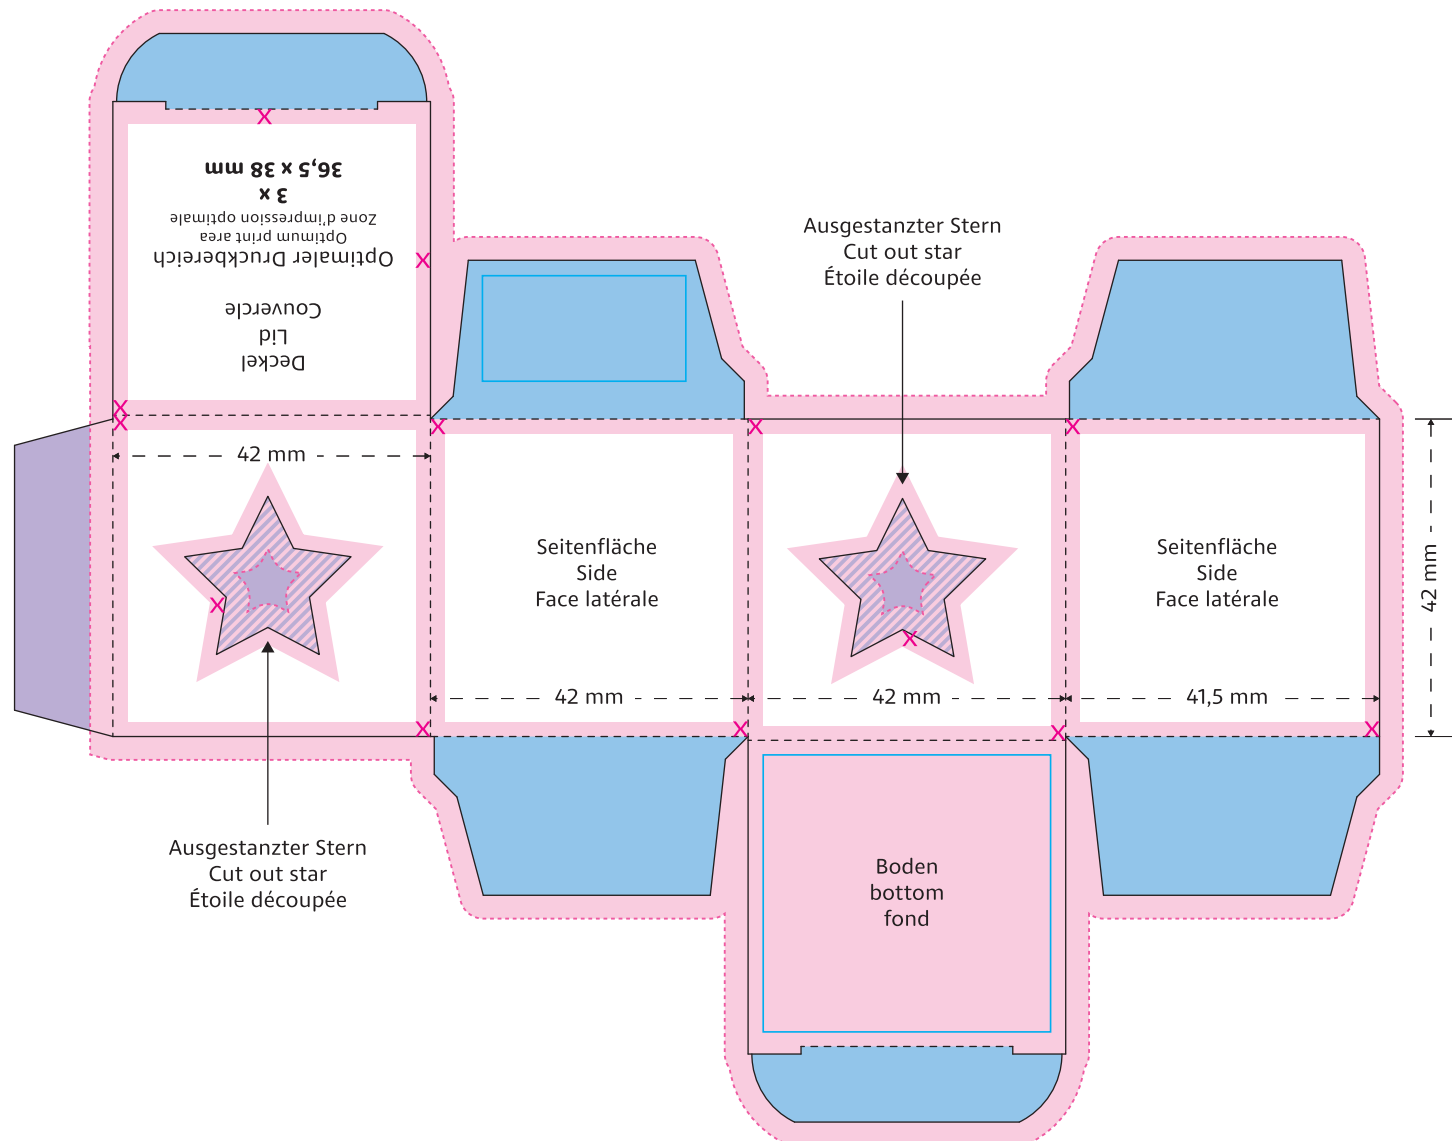 Deckel
Lid
Couvercle
Optimaler Druckbereich
Optimum print area
Zone d'impression optimale
3 x
36,5 x 38 mm
Ausgestanzter Stern
Cut out star
Étoile découpée
42 mm
Seitenfläche
Side
Face latérale
Seitenfläche
Side
Face latérale
42 mm
42 mm
42 mm
41,5 mm
Ausgestanzter Stern
Cut out star
Étoile découpée
Boden
bottom
fond